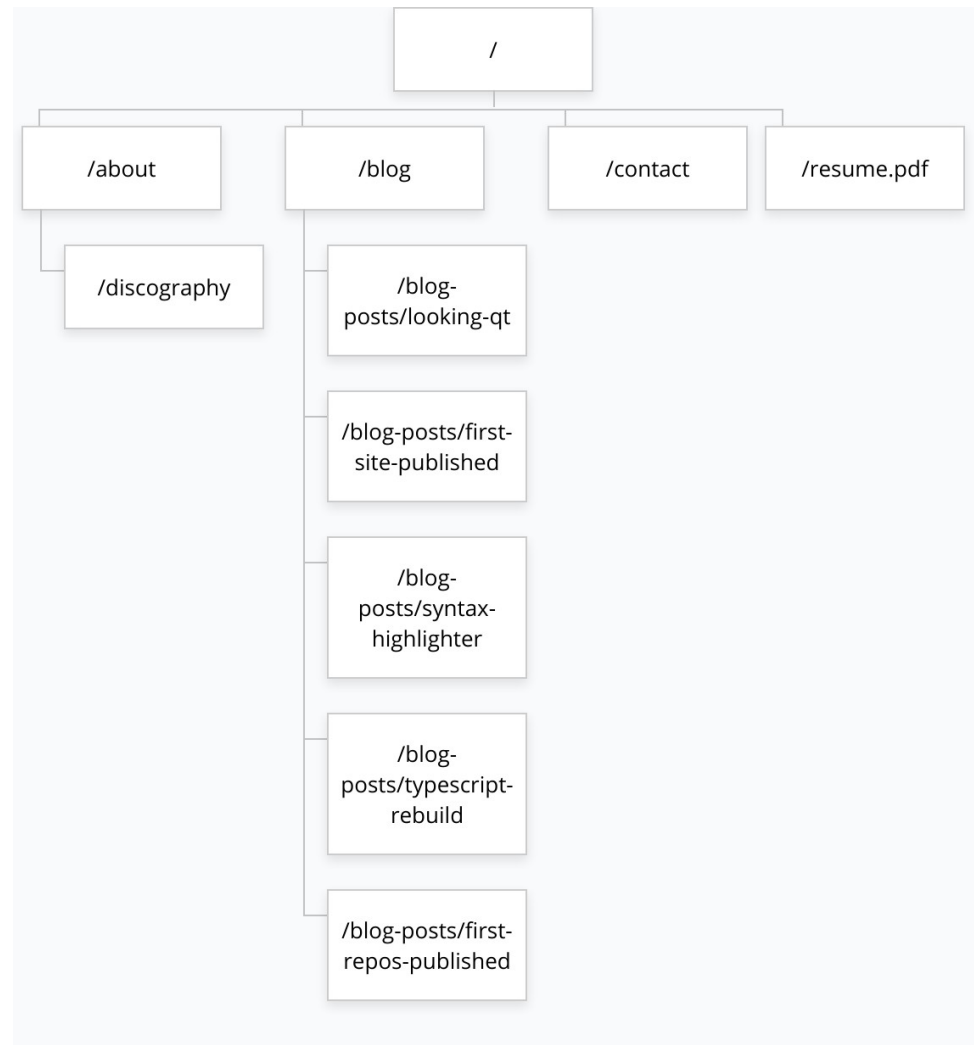 /
/about
/blog
/contact
/resume.pdf
/discography
/blog-
posts/looking-qt
/blog-posts/first-
site-published
/blog-
posts/syntax-
highlighter
/blog-
posts/typescript-
rebuild
/blog-posts/first-
repos-published